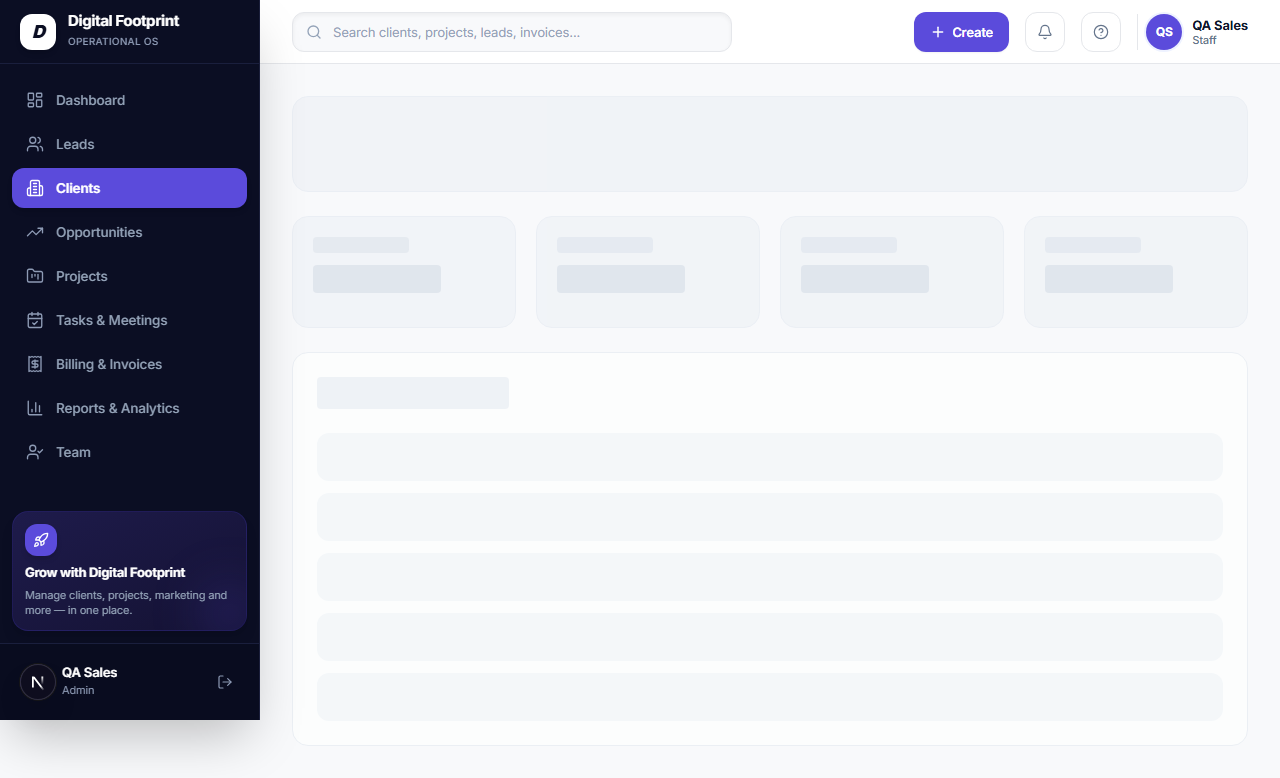 Digital Footprint
OPERATIONAL OS
Search clients, projects, leads, invoices...
Create
QS
QA Sales
Staff
Dashboard
Leads
Clients
Opportunities
Projects
Tasks & Meetings
Billing & Invoices
Reports & Analytics
Team
Grow with Digital Footprint
Manage clients, projects, marketing and
more — in one place.
QA Sales
Admin